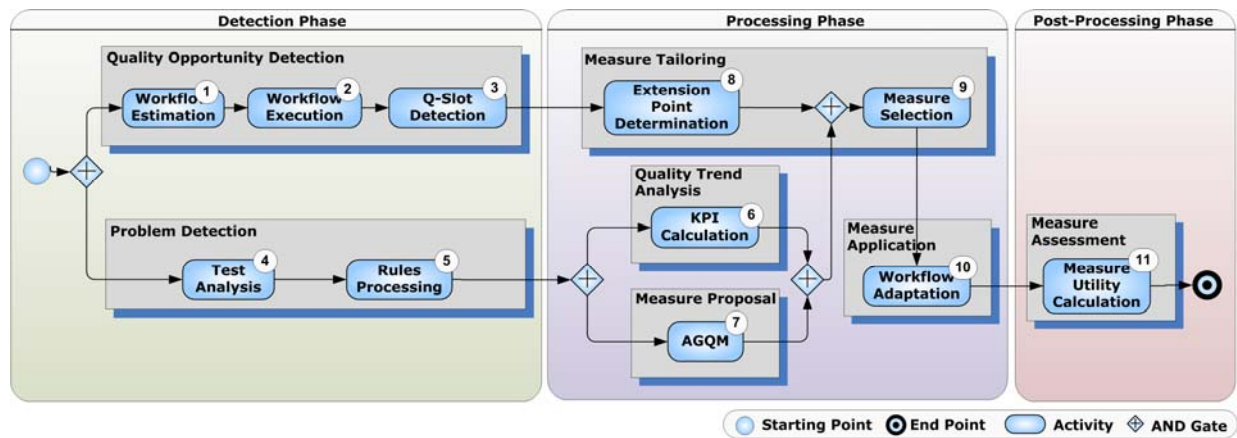 Detection Phase
Processing Phase
Post-Processing Phase
Quality Opportunity Detection
1
Workflow
Estimation
2
Workflow
Execution
3
Q-Slot
Detection
Problem Detection
4
Test
Analysis
5
Rules
Processing
Measure Tailoring
8
Extension
Point
Determination
9
Measure
Selection
Quality Trend
Analysis
6
KPI
Calculation
Measure Proposal
7
AGQM
Measure
Application
10
Workflow
Adaptation
Measure
Assessment
11
Measure
Utility
Calculation
Starting Point
End Point
Activity
AND Gate